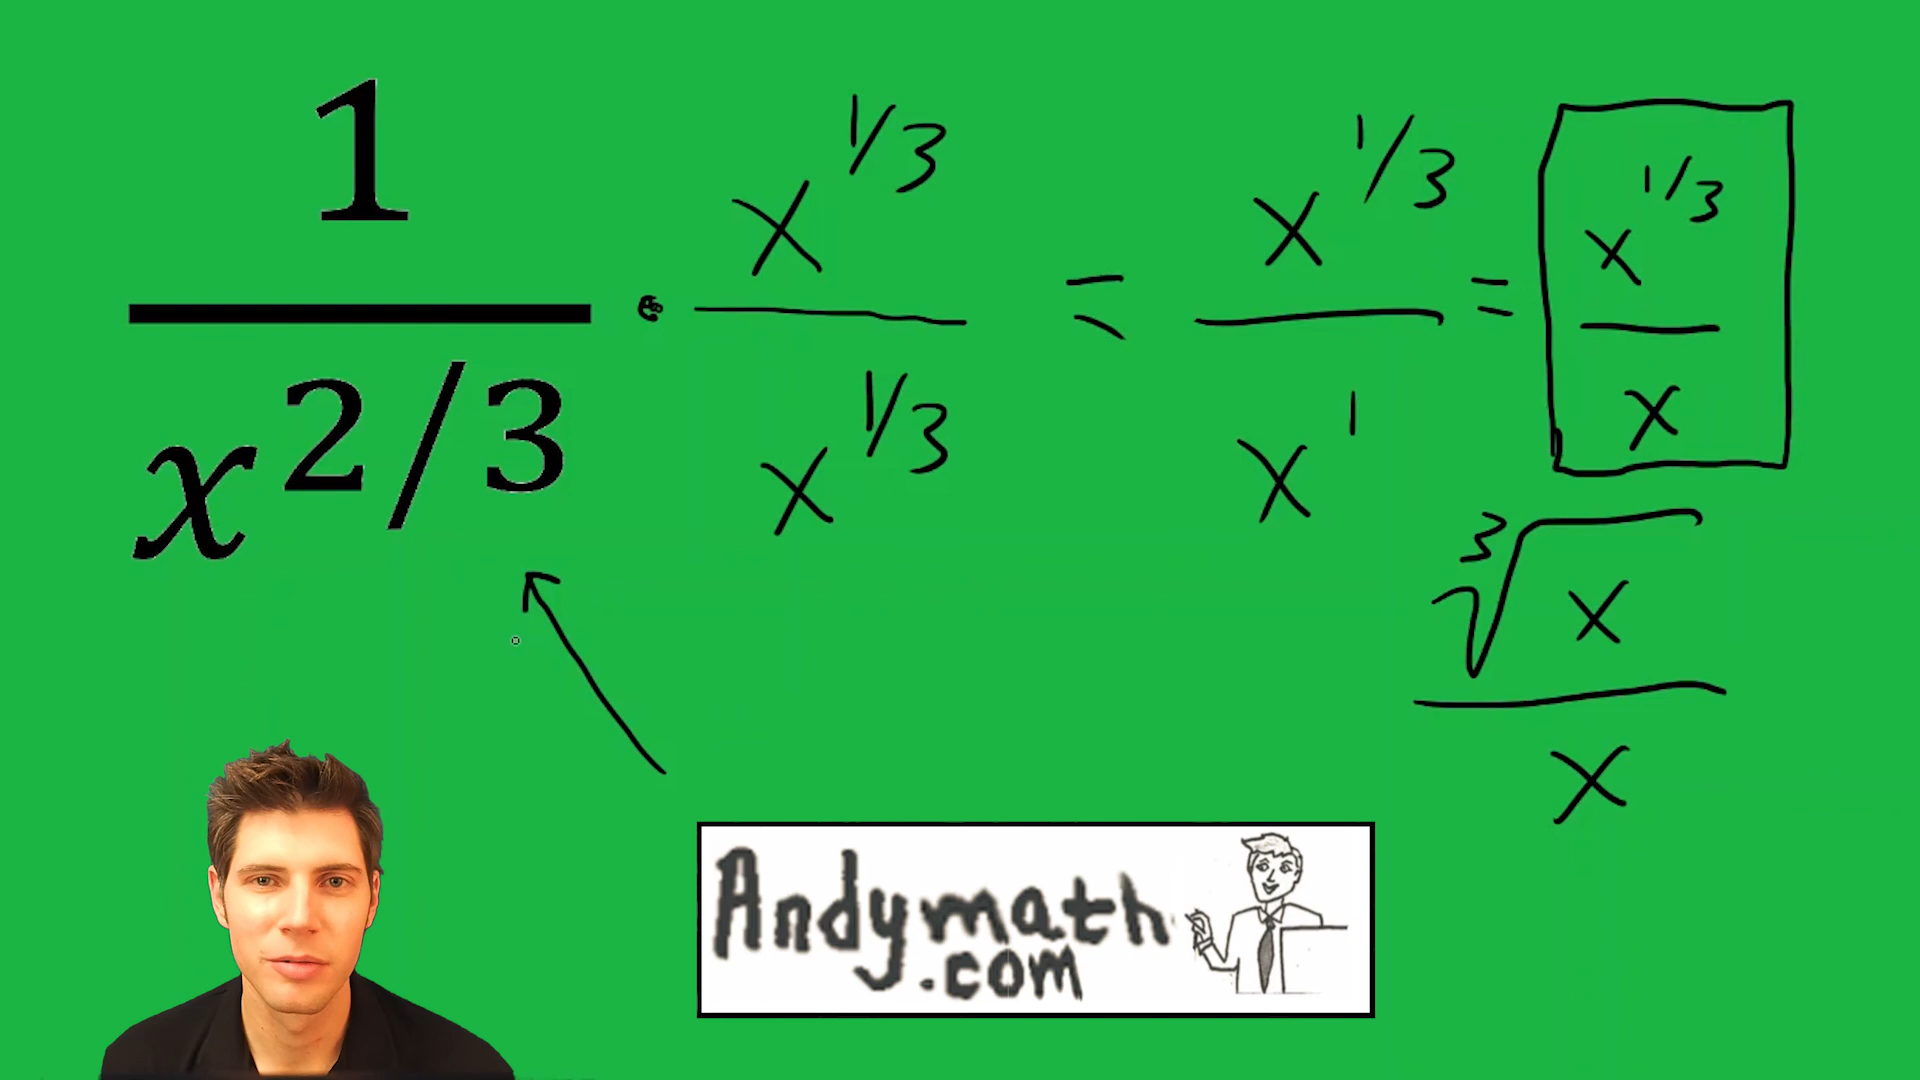 1/x^2/3 · x^1/3/x^1/3 = x^1/3/x^1 = x^1/3/x
∛x/x
Andymath
.com